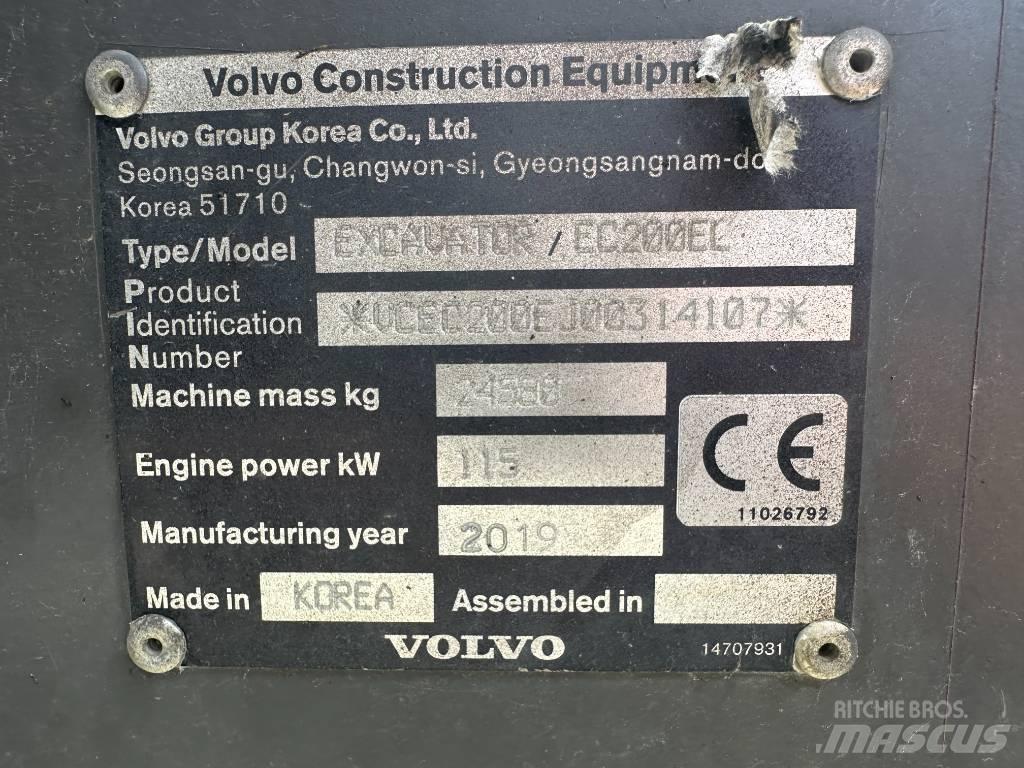 Volvo Construction Equipment
Volvo Group Korea Co., Ltd.
Seongsan-gu, Changwon-si, Gyeongsangnam-do
Korea 51710
Type/Model EXCAVATOR / EC200EL
Product
Identification *VCEC200EJ00314107*
Number
Machine mass kg
Engine power kW 115
CE
11026792
Manufacturing year 2019
Made in KOREA Assembled in
VOLVO 14707931
RITCHIE BROS.
MASCUS